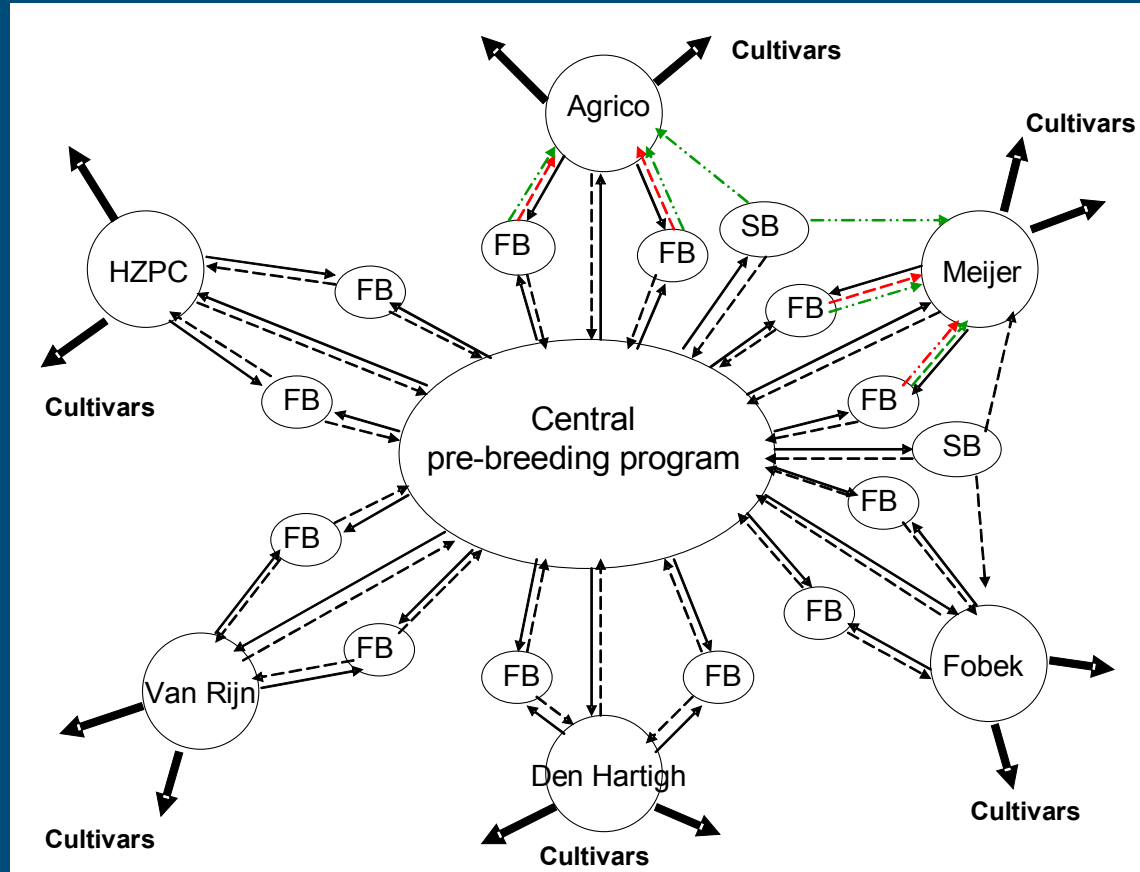 Cultivars
Agrico
Cultivars
SB
FB
FB
HZPC
FB
Meijer
FB
FB
FB
Cultivars
Central
pre-breeding program
SB
FB
FB
FB
FB
FB
FB
Van Rijn
Fobek
Den Hartigh
Cultivars
Cultivars
Cultivars